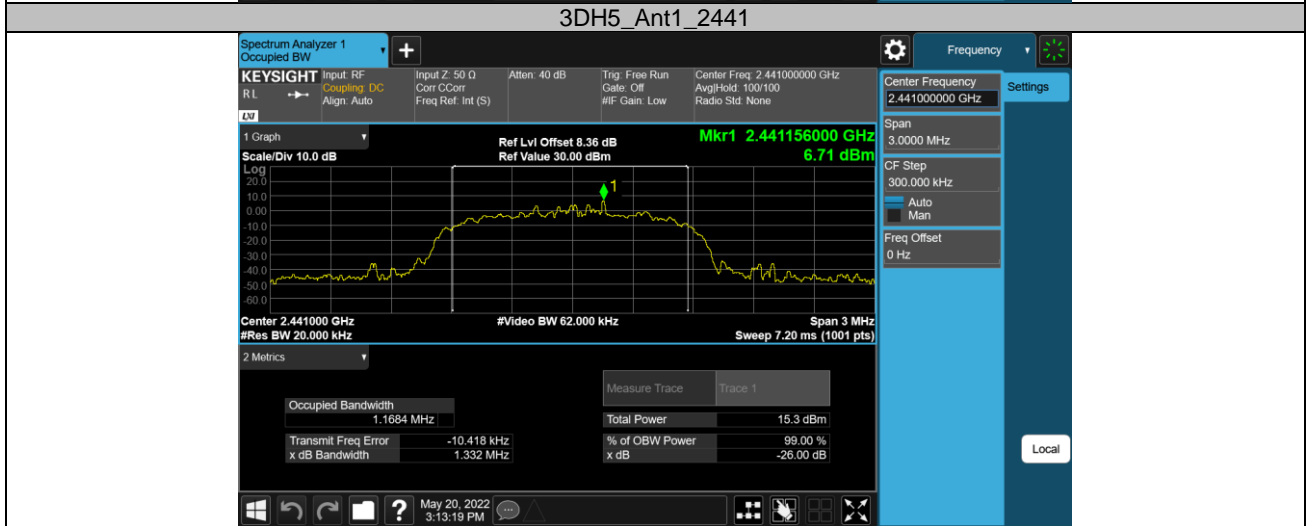 3DH5_Ant1_2441
Spectrum Analyzer 1
Occupied BW
Frequency
KEYSIGHT
RL
LXI
Input: RF
Coupling: DC
Align: Auto
Input Z: 50 Ω
Corr CCorr
Freq Ref: Int (S)
Atten: 40 dB
Trig: Free Run
Gate: Off
#IF Gain: Low
Center Freq: 2.441000000 GHz
Avg|Hold: 100/100
Radio Std: None
Center Frequency
2.441000000 GHz
Settings
Span
3.0000 MHz
CF Step
300.000 kHz
Auto
Man
Freq Offset
0 Hz
1 Graph
Scale/Div 10.0 dB
Ref Lvl Offset 8.36 dB
Ref Value 30.00 dBm
Mkr1 2.441156000 GHz
6.71 dBm
Log
20.0
10.0
0.00
-10.0
-20.0
-30.0
-40.0
-50.0
-60.0
1
Center 2.441000 GHz
#Video BW 62.000 kHz
Span 3 MHz
#Res BW 20.000 kHz
Sweep 7.20 ms (1001 pts)
2 Metrics
Measure Trace
Trace 1
Occupied Bandwidth
1.1684 MHz
Total Power
15.3 dBm
Transmit Freq Error
-10.418 kHz
% of OBW Power
99.00 %
x dB Bandwidth
1.332 MHz
x dB
-26.00 dB
Local
?
May 20, 2022
3:13:19 PM